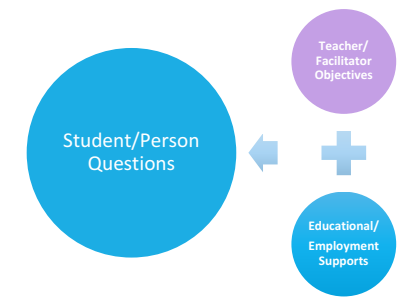 Student/Person
Questions
Teacher/
Facilitator
Objectives
Educational/
Employment
Supports